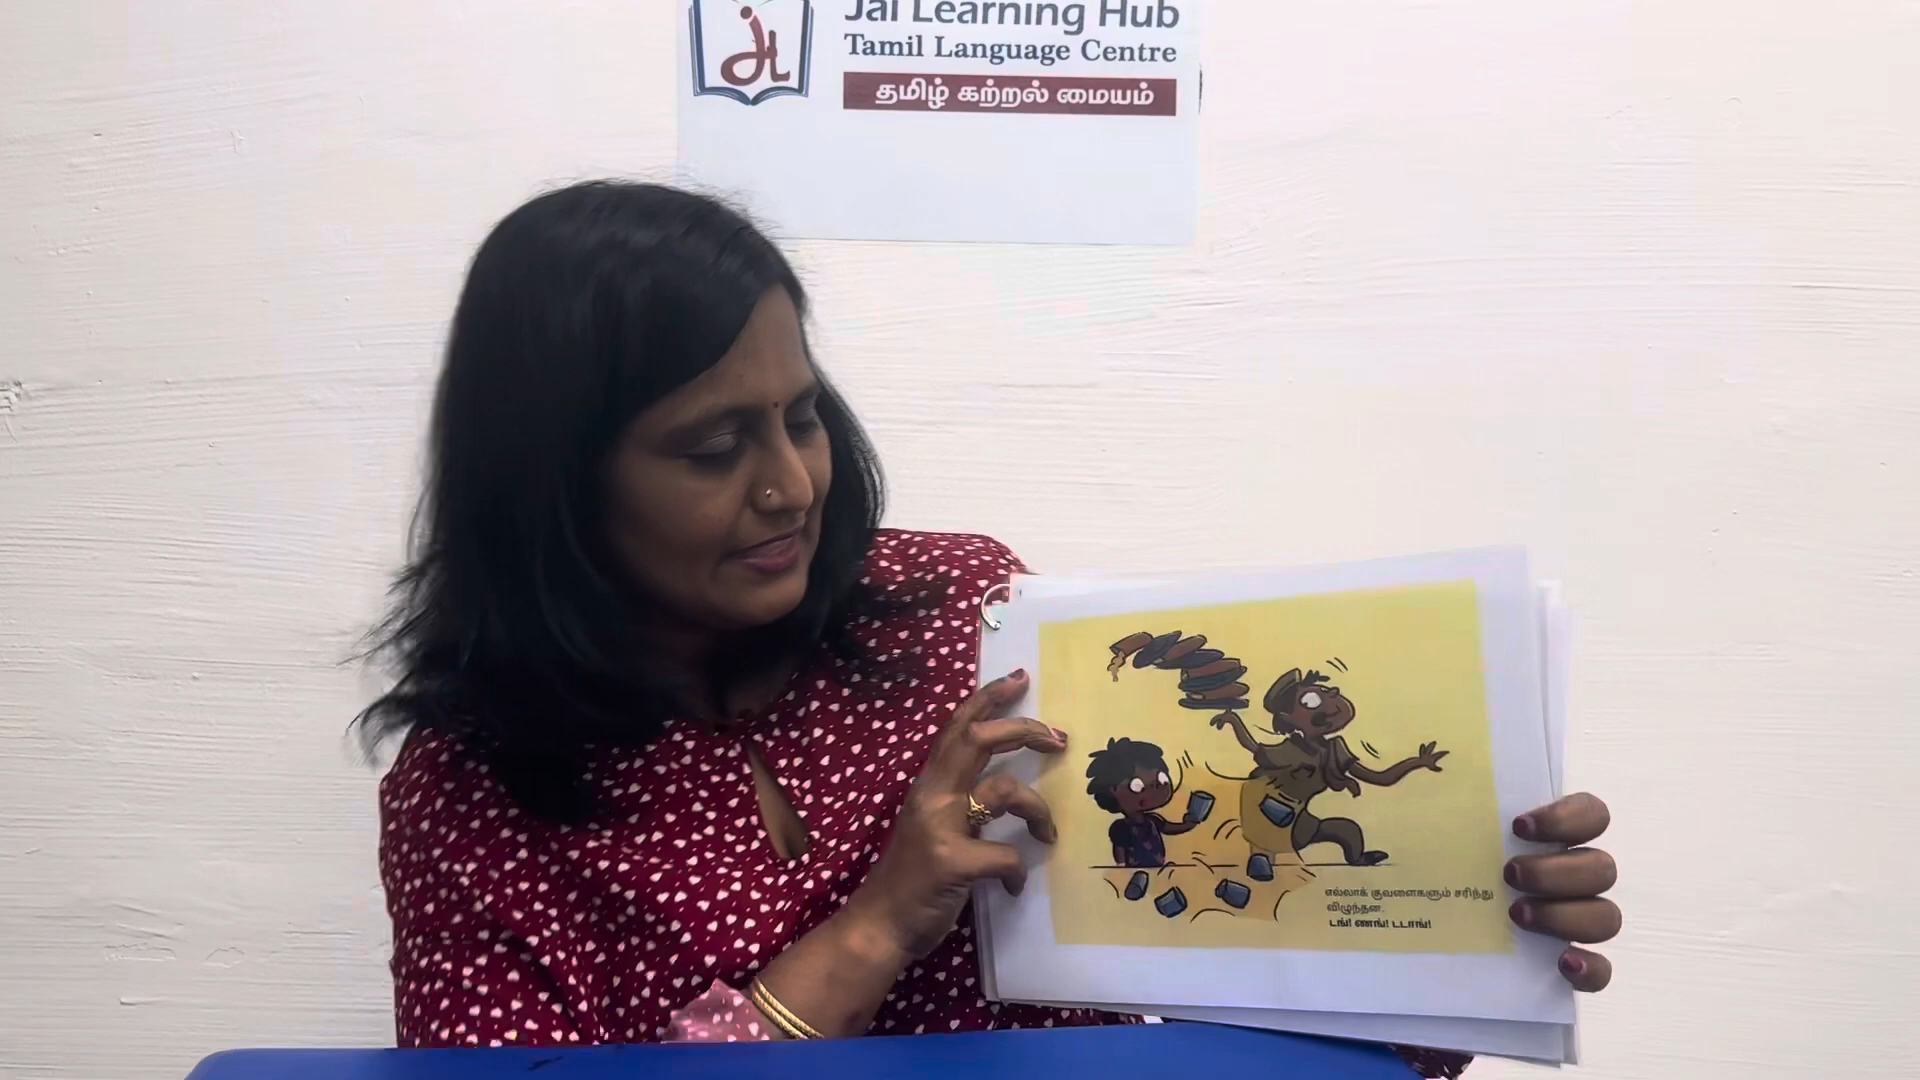 Jai Learning Hub
Tamil Language Centre
தமிழ் கற்றல் மையம்
எல்லாக் குவளைகளும் சரிந்து
விழுந்தன.
டங்! ணங்! டடாங்!